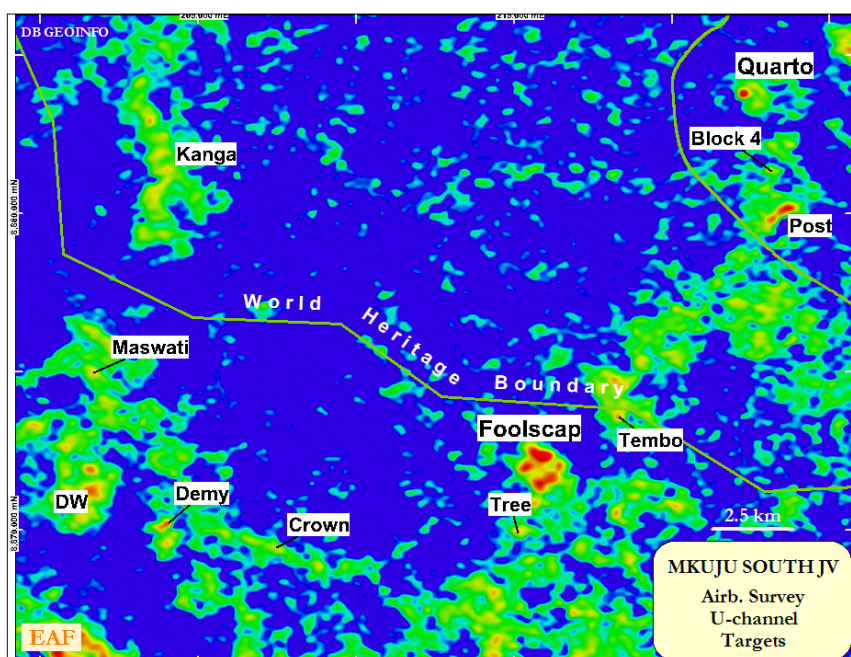 DB GEOINFO
Quarto
Block 4
Kanga
Post
World Heritage Boundary
Maswati
Foolscap
Tembo
DW
Demy
Tree
Crown
2.5 km
MKUJU SOUTH JV
Airb. Survey
U-channel
Targets
EAF